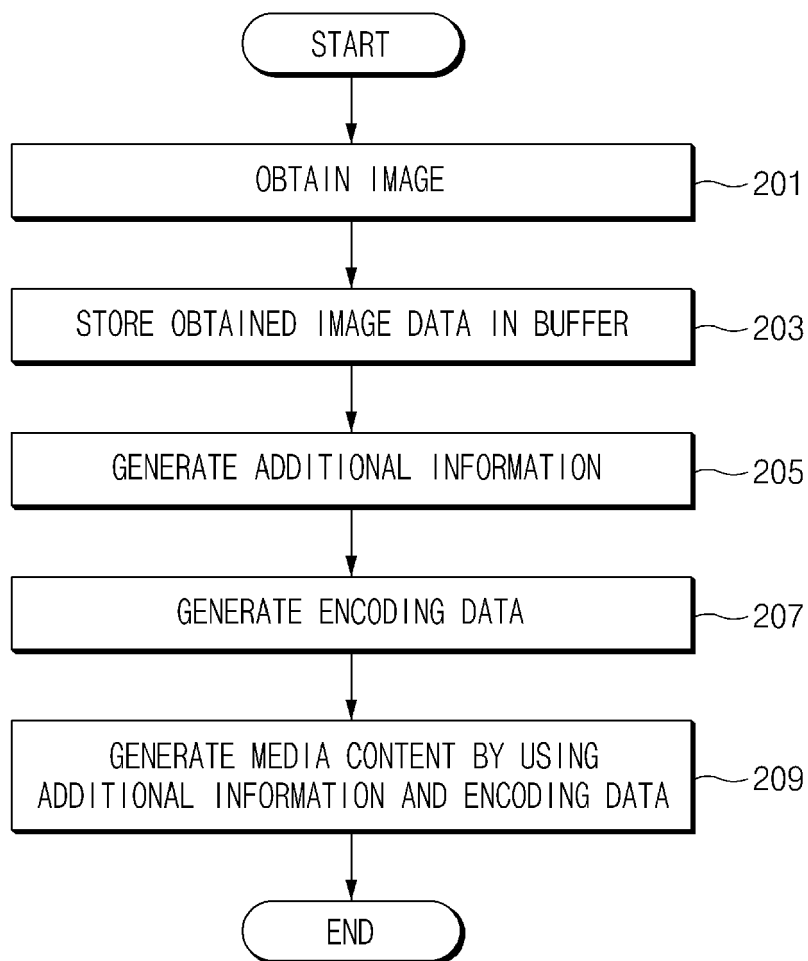 START
OBTAIN IMAGE
201
STORE OBTAINED IMAGE DATA IN BUFFER
203
GENERATE ADDITIONAL INFORMATION
205
GENERATE ENCODING DATA
207
GENERATE MEDIA CONTENT BY USING
ADDITIONAL INFORMATION AND ENCODING DATA
209
END